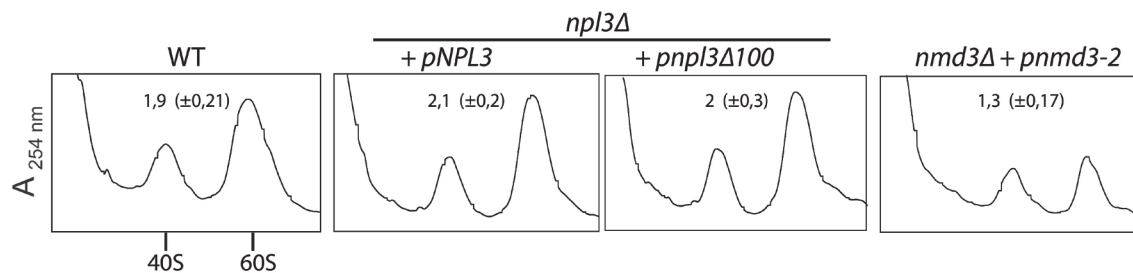 npl3Δ
WT
+ pNPL3
+ pnpl3Δ100
nmd3Δ + pnmd3-2
1,9 (±0,21)
2,1 (±0,2)
2 (±0,3)
1,3 (±0,17)
A 254 nm
40S
60S